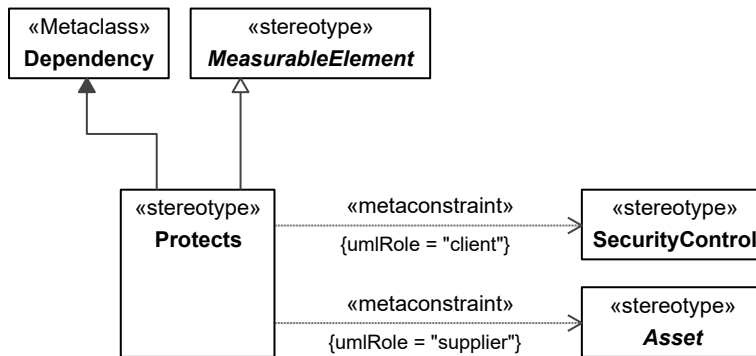 «Metaclass»
Dependency
«stereotype»
MeasurableElement
«stereotype»
Protects
«metaconstraint»
{umlRole = "client"}
«stereotype»
SecurityControl
«metaconstraint»
{umlRole = "supplier"}
«stereotype»
Asset